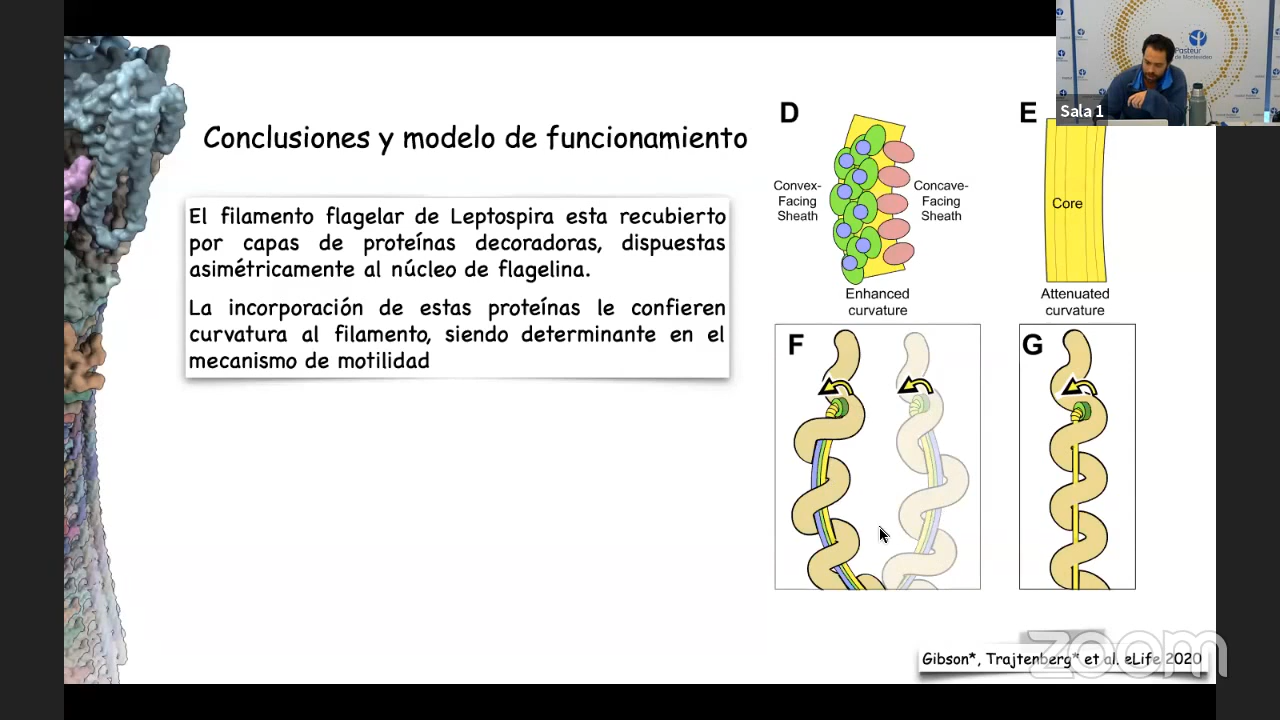 Conclusiones y modelo de funcionamiento
El filamento flagelar de Leptospira esta recubierto
por capas de proteínas decoradoras, dispuestas
asimétricamente al núcleo de flagelina.
La incorporación de estas proteínas le confieren
curvatura al filamento, siendo determinante en el
mecanismo de motilidad
D
Convex-
Facing
Sheath
Concave-
Facing
Sheath
Enhanced
curvature
E
Core
Attenuated
curvature
F
G
Gibson*, Trajtenberg* et al. eLife 2020
zoom
Sala 1
Pasteur
de Montevideo